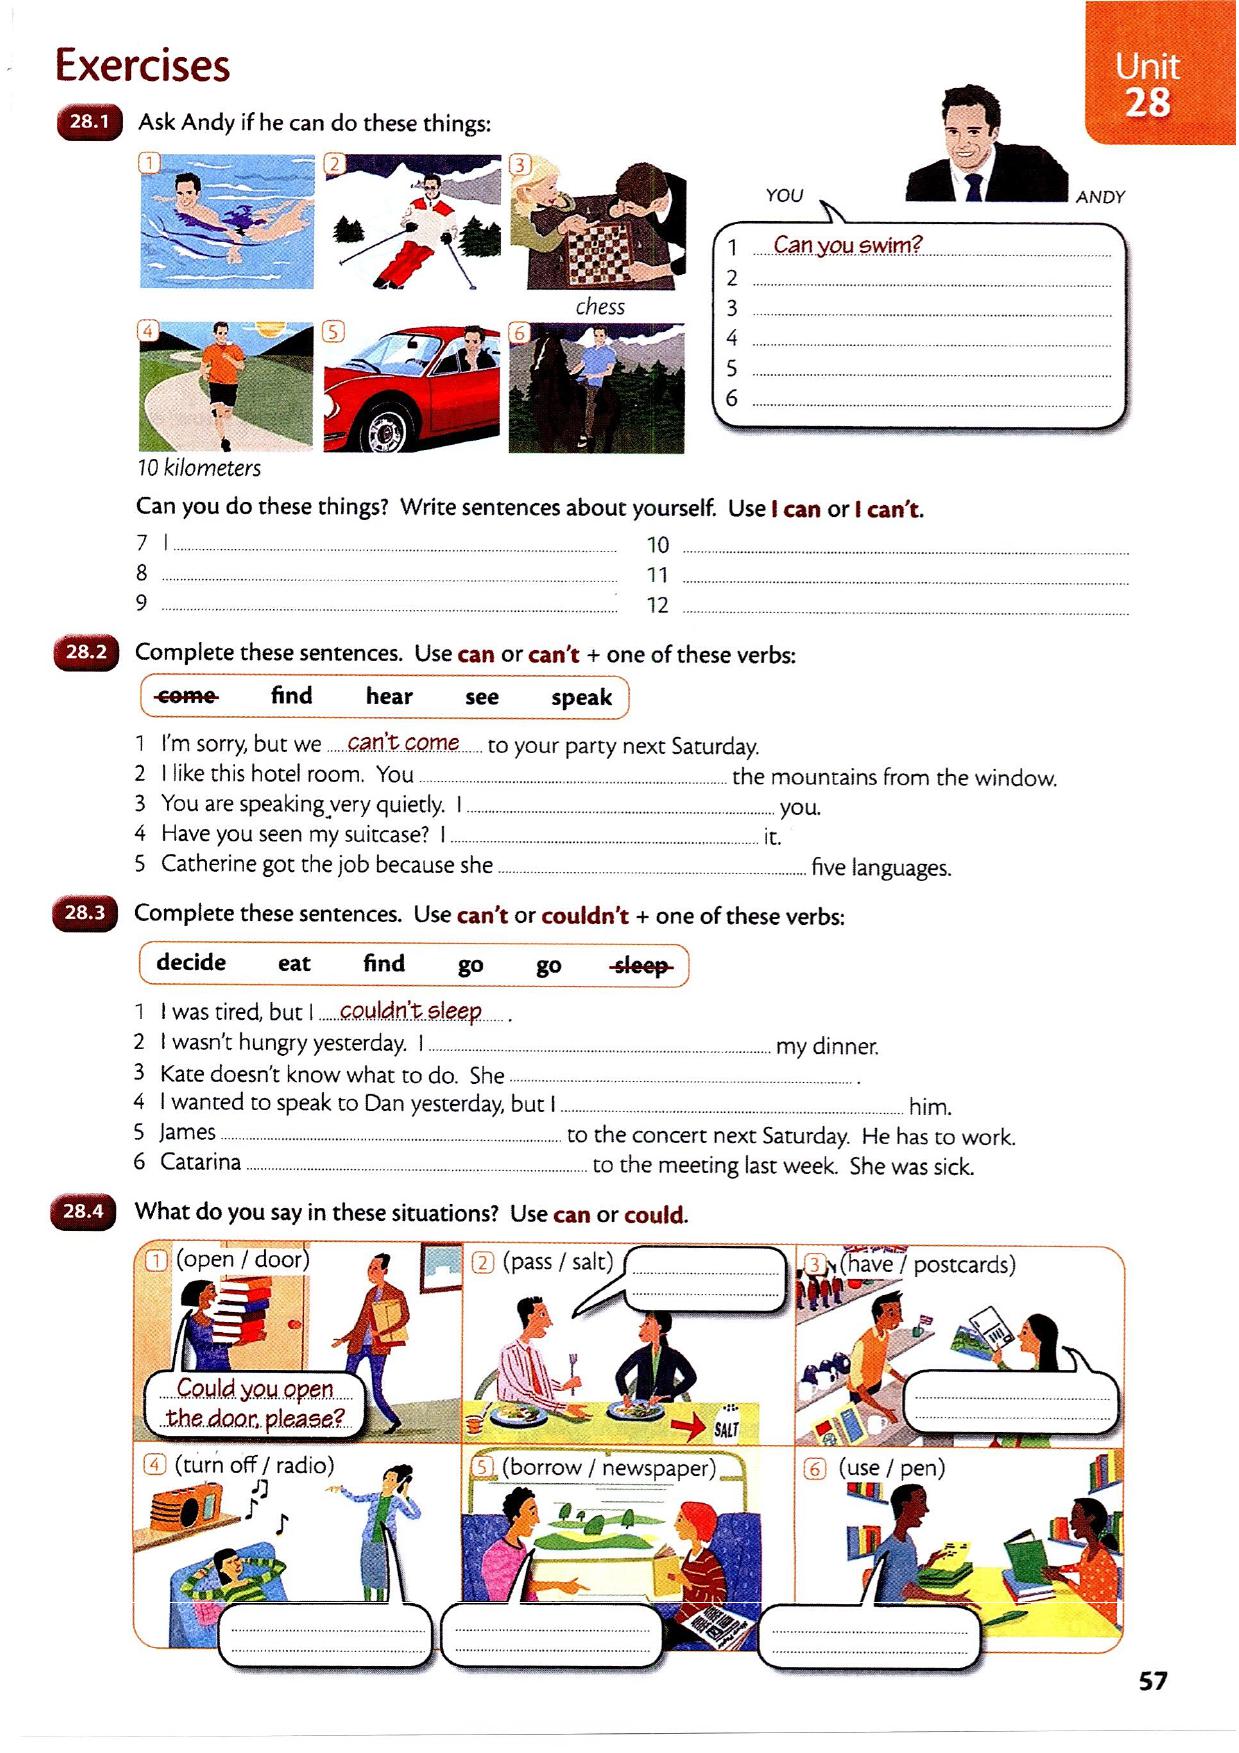 Exercises
Unit
28
28.1 Ask Andy if he can do these things:
1 2 3
chess
4 5 6
10 kilometers
YOU ANDY
1 Can you swim?
2
3
4
5
6
Can you do these things? Write sentences about yourself. Use I can or I can't.
7 I 10
8 11
9 12
28.2 Complete these sentences. Use can or can't + one of these verbs:
come find hear see speak
1 I'm sorry, but we can't come to your party next Saturday.
2 I like this hotel room. You the mountains from the window.
3 You are speaking very quietly. I you.
4 Have you seen my suitcase? I it.
5 Catherine got the job because she five languages.
28.3 Complete these sentences. Use can't or couldn't + one of these verbs:
decide eat find go go sleep
1 I was tired, but I couldn't sleep .
2 I wasn't hungry yesterday. I my dinner.
3 Kate doesn't know what to do. She .
4 I wanted to speak to Dan yesterday, but I him.
5 James to the concert next Saturday. He has to work.
6 Catarina to the meeting last week. She was sick.
28.4 What do you say in these situations? Use can or could.
1 (open / door) 2 (pass / salt) 3 (have / postcards)
Could you open
the door, please?
SALT
4 (turn off / radio) 5 (borrow / newspaper) 6 (use / pen)
57